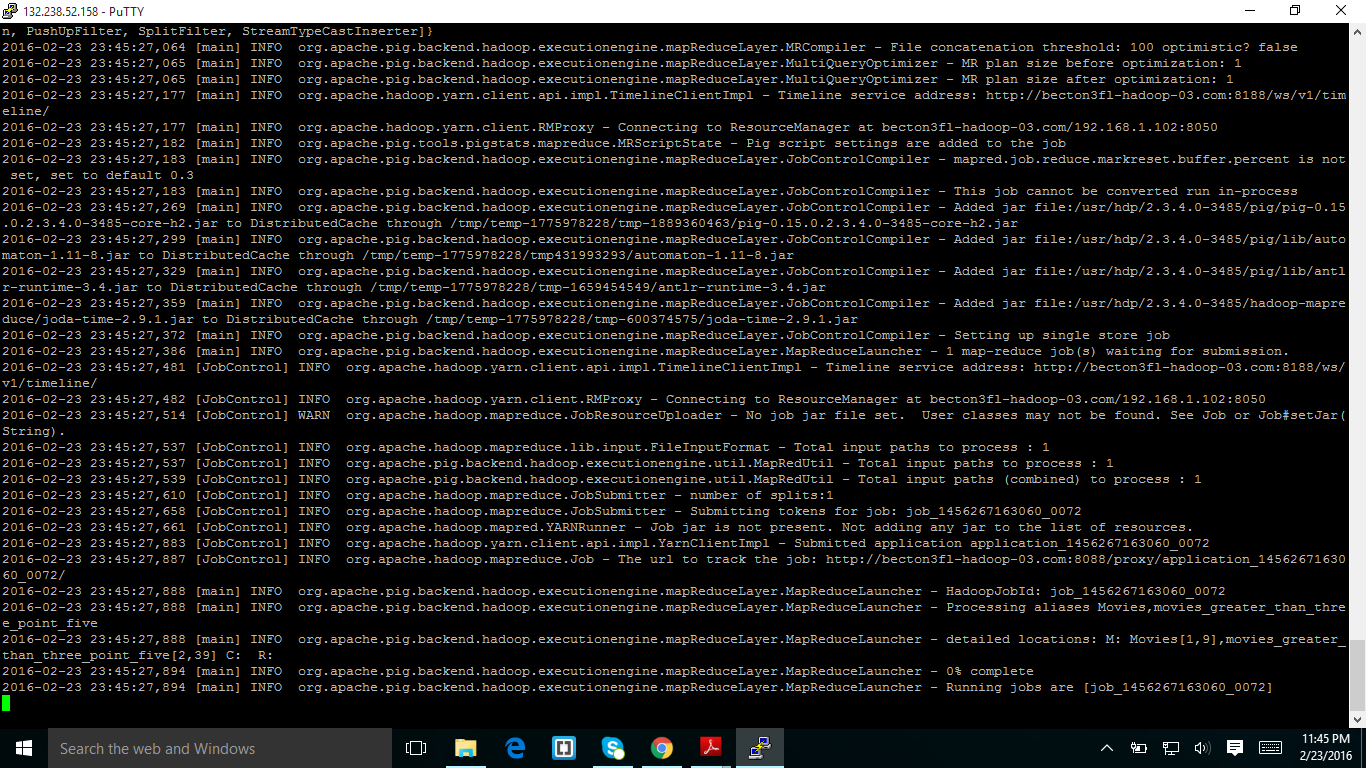 132.238.52.158 - PuTTY
n, PushUpFilter, SplitFilter, StreamTypeCastInserter]}
2016-02-23 23:45:27,064 [main] INFO  org.apache.pig.backend.hadoop.executionengine.mapReduceLayer.MRCompiler - File concatenation threshold: 100 optimistic? false
2016-02-23 23:45:27,065 [main] INFO  org.apache.pig.backend.hadoop.executionengine.mapReduceLayer.MultiQueryOptimizer - MR plan size before optimization: 1
2016-02-23 23:45:27,065 [main] INFO  org.apache.pig.backend.hadoop.executionengine.mapReduceLayer.MultiQueryOptimizer - MR plan size after optimization: 1
2016-02-23 23:45:27,177 [main] INFO  org.apache.hadoop.yarn.client.api.impl.TimelineClientImpl - Timeline service address: http://becton3fl-hadoop-03.com:8188/ws/v1/tim
eline/
2016-02-23 23:45:27,177 [main] INFO  org.apache.hadoop.yarn.client.RMProxy - Connecting to ResourceManager at becton3fl-hadoop-03.com/192.168.1.102:8050
2016-02-23 23:45:27,182 [main] INFO  org.apache.pig.tools.pigstats.mapreduce.MRScriptState - Pig script settings are added to the job
2016-02-23 23:45:27,183 [main] INFO  org.apache.pig.backend.hadoop.executionengine.mapReduceLayer.JobControlCompiler - mapred.job.reduce.markreset.buffer.percent is not
 set, set to default 0.3
2016-02-23 23:45:27,183 [main] INFO  org.apache.pig.backend.hadoop.executionengine.mapReduceLayer.JobControlCompiler - This job cannot be converted run in-process
2016-02-23 23:45:27,269 [main] INFO  org.apache.pig.backend.hadoop.executionengine.mapReduceLayer.JobControlCompiler - Added jar file:/usr/hdp/2.3.4.0-3485/pig/pig-0.15
.0.2.3.4.0-3485-core-h2.jar to DistributedCache through /tmp/temp-1775978228/tmp-1889360463/pig-0.15.0.2.3.4.0-3485-core-h2.jar
2016-02-23 23:45:27,299 [main] INFO  org.apache.pig.backend.hadoop.executionengine.mapReduceLayer.JobControlCompiler - Added jar file:/usr/hdp/2.3.4.0-3485/pig/lib/auto
maton-1.11-8.jar to DistributedCache through /tmp/temp-1775978228/tmp431993293/automaton-1.11-8.jar
2016-02-23 23:45:27,329 [main] INFO  org.apache.pig.backend.hadoop.executionengine.mapReduceLayer.JobControlCompiler - Added jar file:/usr/hdp/2.3.4.0-3485/pig/lib/antl
r-runtime-3.4.jar to DistributedCache through /tmp/temp-1775978228/tmp-1659454549/antlr-runtime-3.4.jar
2016-02-23 23:45:27,359 [main] INFO  org.apache.pig.backend.hadoop.executionengine.mapReduceLayer.JobControlCompiler - Added jar file:/usr/hdp/2.3.4.0-3485/hadoop-mapre
duce/joda-time-2.9.1.jar to DistributedCache through /tmp/temp-1775978228/tmp-600374575/joda-time-2.9.1.jar
2016-02-23 23:45:27,372 [main] INFO  org.apache.pig.backend.hadoop.executionengine.mapReduceLayer.JobControlCompiler - Setting up single store job
2016-02-23 23:45:27,386 [main] INFO  org.apache.pig.backend.hadoop.executionengine.mapReduceLayer.MapReduceLauncher - 1 map-reduce job(s) waiting for submission.
2016-02-23 23:45:27,481 [JobControl] INFO  org.apache.hadoop.yarn.client.api.impl.TimelineClientImpl - Timeline service address: http://becton3fl-hadoop-03.com:8188/ws/
v1/timeline/
2016-02-23 23:45:27,482 [JobControl] INFO  org.apache.hadoop.yarn.client.RMProxy - Connecting to ResourceManager at becton3fl-hadoop-03.com/192.168.1.102:8050
2016-02-23 23:45:27,514 [JobControl] WARN  org.apache.hadoop.mapreduce.JobResourceUploader - No job jar file set.  User classes may not be found. See Job or Job#setJar(
String).
2016-02-23 23:45:27,537 [JobControl] INFO  org.apache.hadoop.mapreduce.lib.input.FileInputFormat - Total input paths to process : 1
2016-02-23 23:45:27,537 [JobControl] INFO  org.apache.pig.backend.hadoop.executionengine.util.MapRedUtil - Total input paths to process : 1
2016-02-23 23:45:27,539 [JobControl] INFO  org.apache.pig.backend.hadoop.executionengine.util.MapRedUtil - Total input paths (combined) to process : 1
2016-02-23 23:45:27,610 [JobControl] INFO  org.apache.hadoop.mapreduce.JobSubmitter - number of splits:1
2016-02-23 23:45:27,658 [JobControl] INFO  org.apache.hadoop.mapreduce.JobSubmitter - Submitting tokens for job: job_1456267163060_0072
2016-02-23 23:45:27,661 [JobControl] INFO  org.apache.hadoop.mapred.YARNRunner - Job jar is not present. Not adding any jar to the list of resources.
2016-02-23 23:45:27,883 [JobControl] INFO  org.apache.hadoop.yarn.client.api.impl.YarnClientImpl - Submitted application application_1456267163060_0072
2016-02-23 23:45:27,887 [JobControl] INFO  org.apache.hadoop.mapreduce.Job - The url to track the job: http://becton3fl-hadoop-03.com:8088/proxy/application_14562671630
60_0072/
2016-02-23 23:45:27,888 [main] INFO  org.apache.pig.backend.hadoop.executionengine.mapReduceLayer.MapReduceLauncher - HadoopJobId: job_1456267163060_0072
2016-02-23 23:45:27,888 [main] INFO  org.apache.pig.backend.hadoop.executionengine.mapReduceLayer.MapReduceLauncher - Processing aliases Movies,movies_greater_than_thre
e_point_five
2016-02-23 23:45:27,888 [main] INFO  org.apache.pig.backend.hadoop.executionengine.mapReduceLayer.MapReduceLauncher - detailed locations: M: Movies[1,9],movies_greater_
than_three_point_five[2,39] C:  R:
2016-02-23 23:45:27,894 [main] INFO  org.apache.pig.backend.hadoop.executionengine.mapReduceLayer.MapReduceLauncher - 0% complete
2016-02-23 23:45:27,894 [main] INFO  org.apache.pig.backend.hadoop.executionengine.mapReduceLayer.MapReduceLauncher - Running jobs are [job_1456267163060_0072]
Search the web and Windows
11:45 PM
2/23/2016